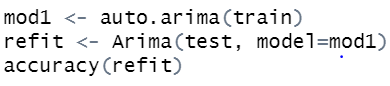 mod1 <- auto.arima(train)
refit <- Arima(test, model=mod1)
accuracy(refit)